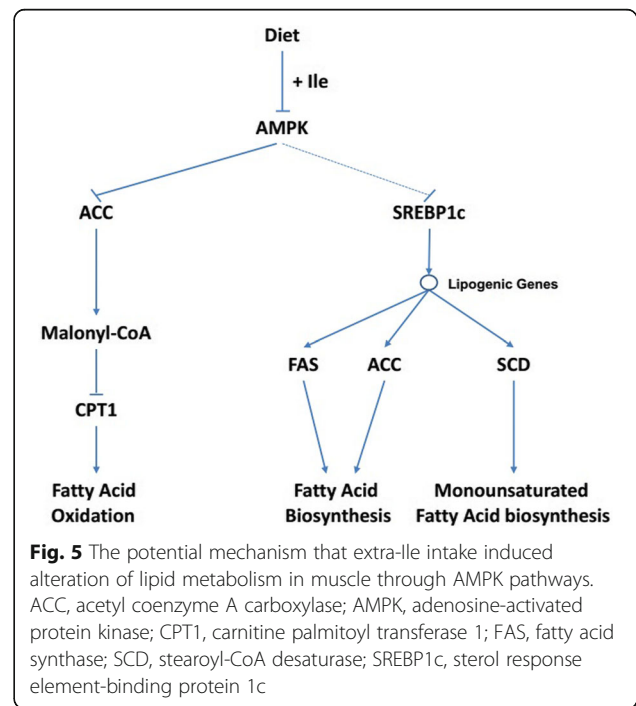 Diet
+ Ile
AMPK
ACC
SREBP1c
Lipogenic Genes
Malonyl-CoA
FAS
ACC
SCD
CPT1
Fatty Acid
Oxidation
Fatty Acid
Biosynthesis
Monounsaturated
Fatty Acid biosynthesis
Fig. 5 The potential mechanism that extra-Ile intake induced
alteration of lipid metabolism in muscle through AMPK pathways.
ACC, acetyl coenzyme A carboxylase; AMPK, adenosine-activated
protein kinase; CPT1, carnitine palmitoyl transferase 1; FAS, fatty acid
synthase; SCD, stearoyl-CoA desaturase; SREBP1c, sterol response
element-binding protein 1c